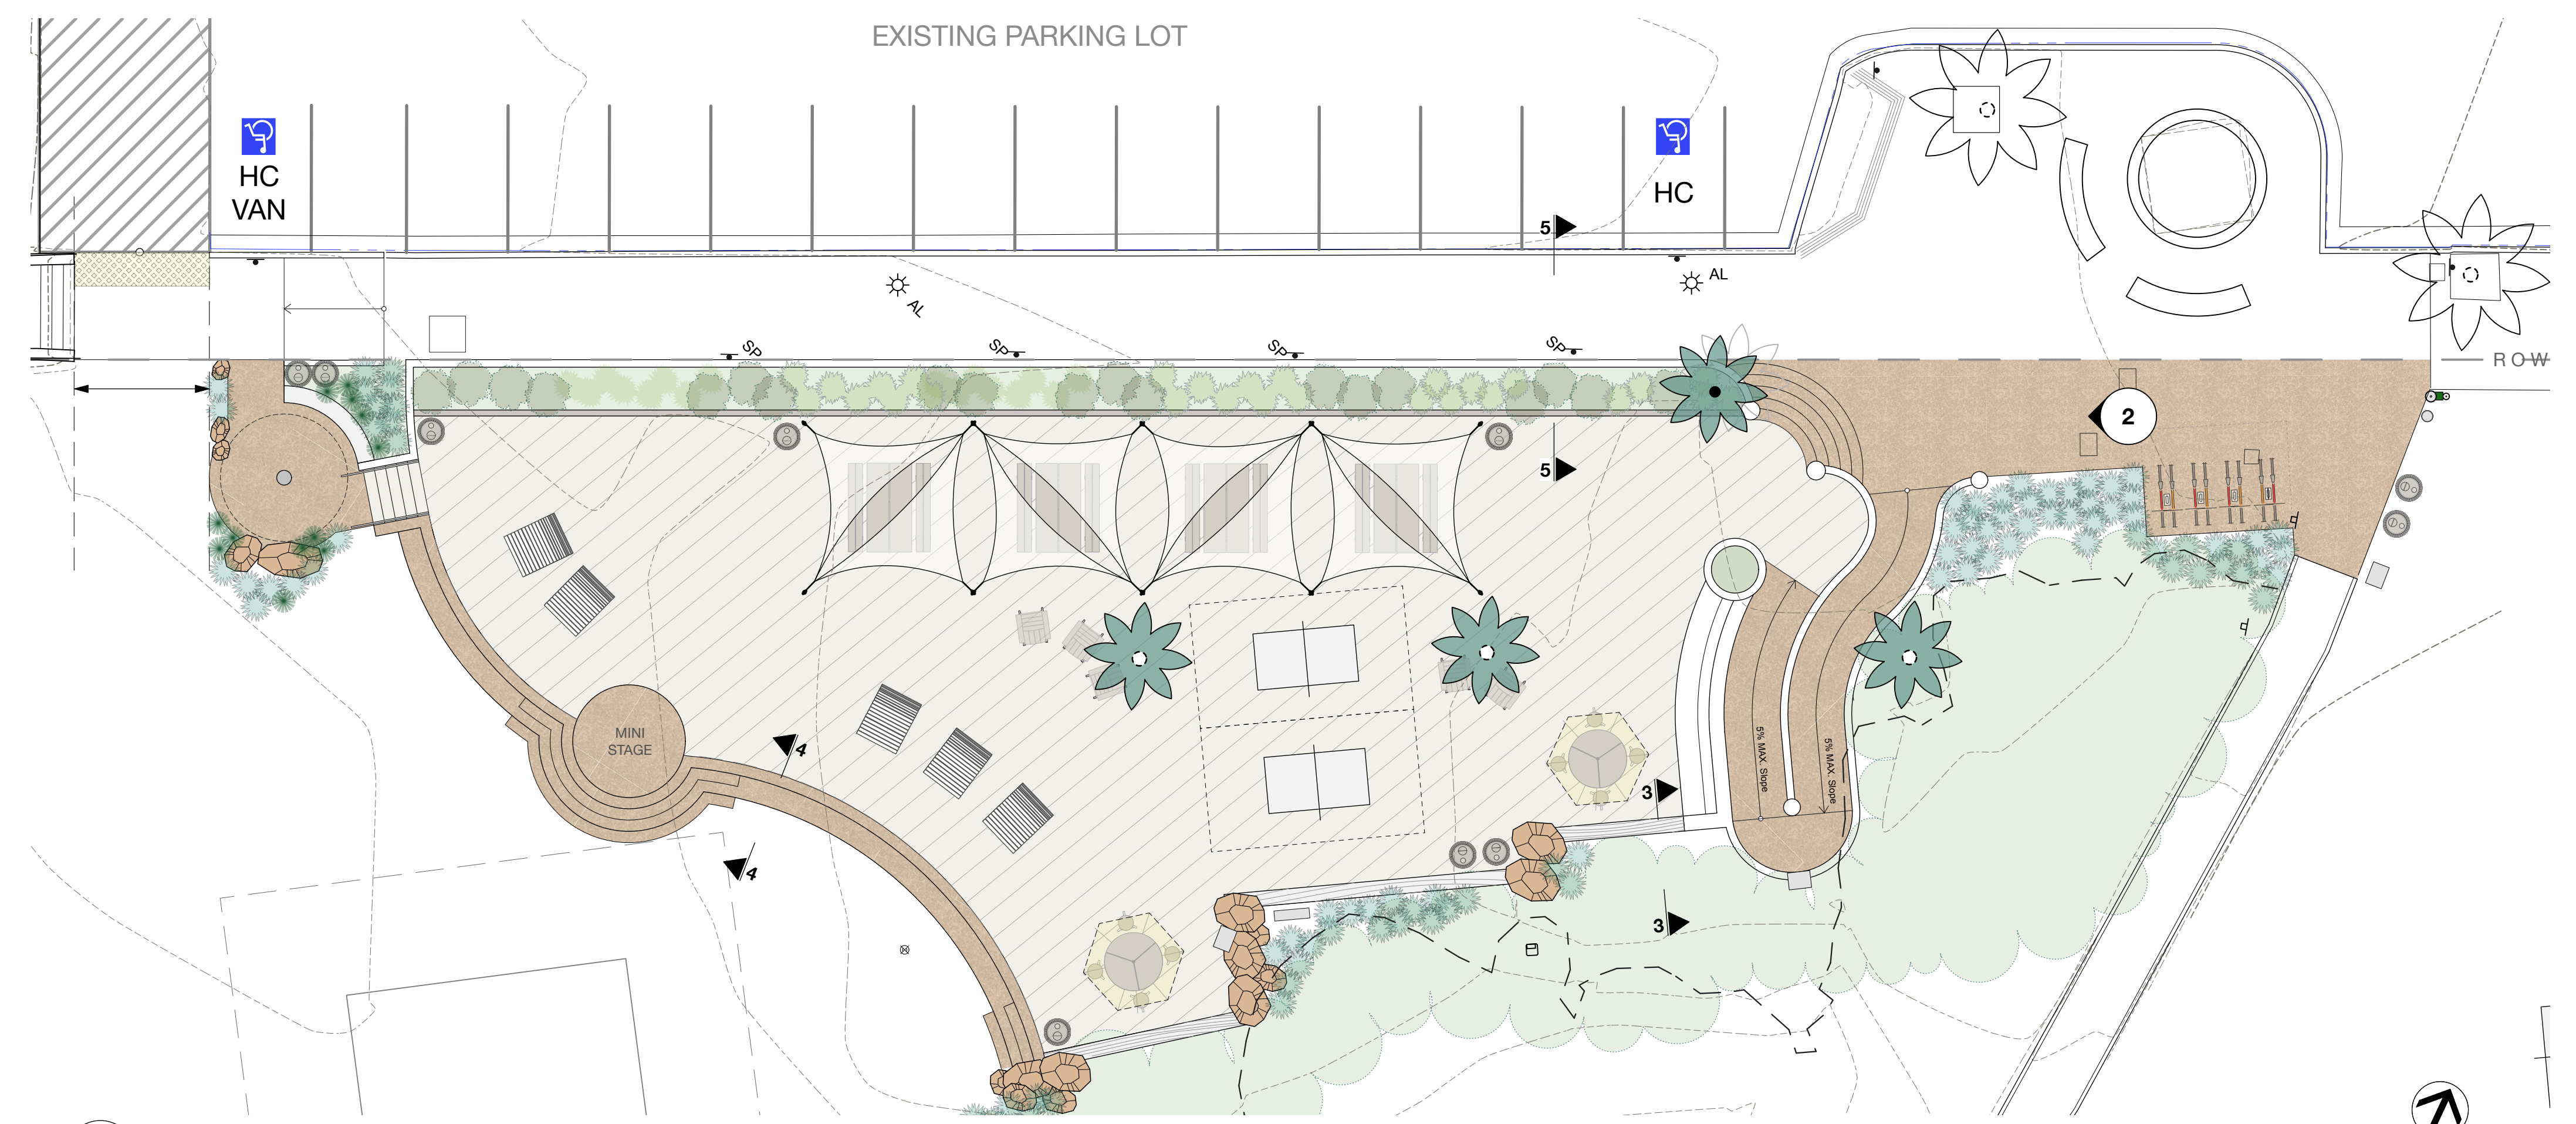 EXISTING PARKING LOT
HC
VAN
HC
5
AL
AL
SP
SP
SP
SP
ROW
2
5
MINI
STAGE
4
5% MAX. Slope
5% MAX. Slope
3
4
3